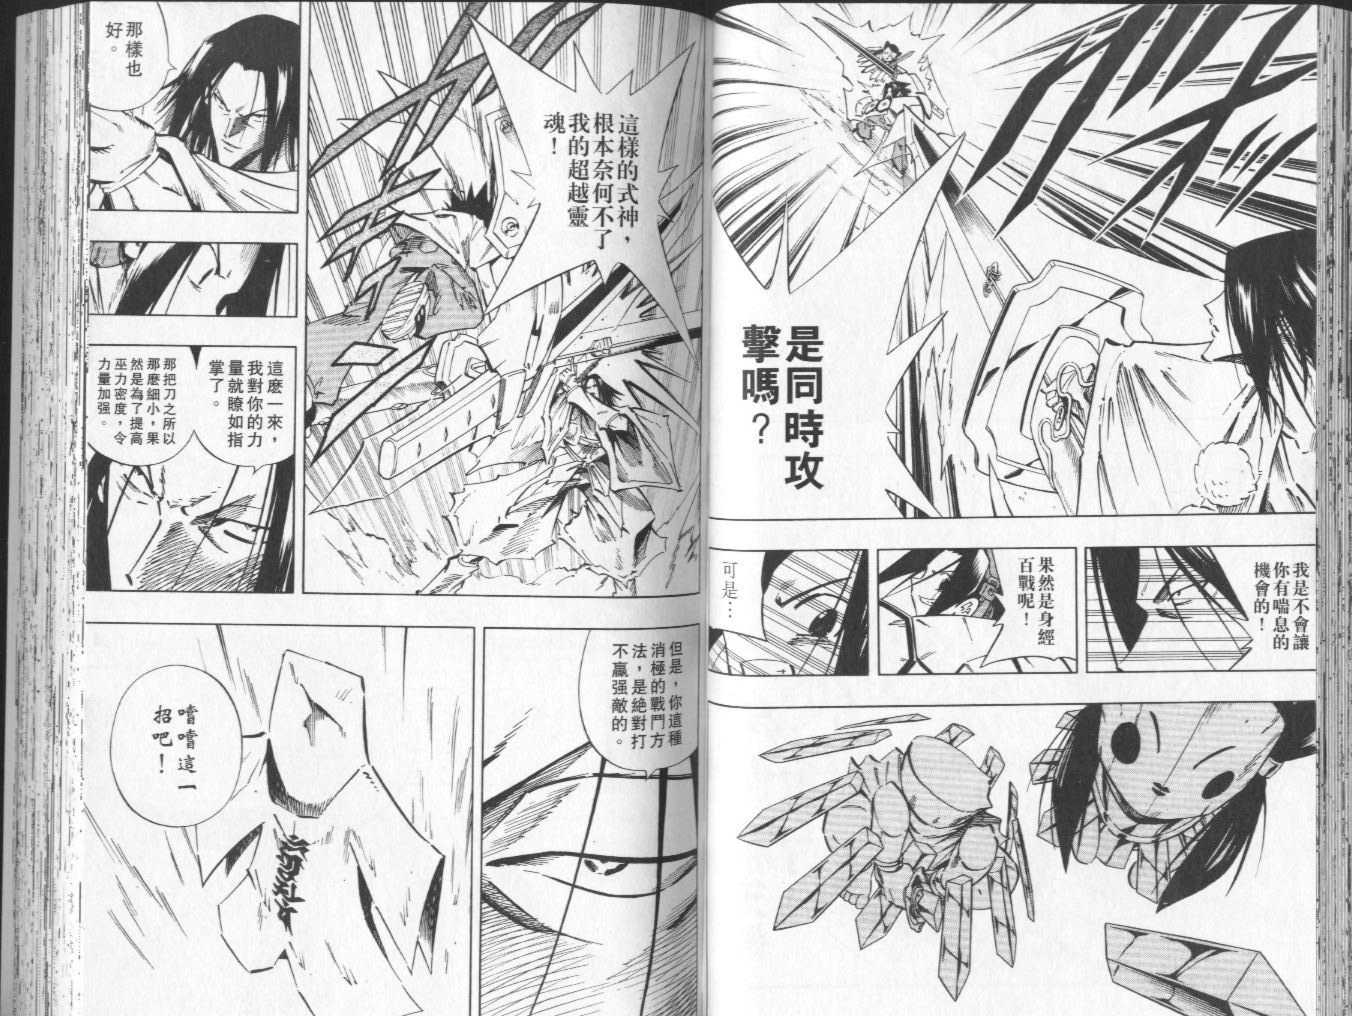 是同時攻
擊嗎？
我是不會讓
你有喘息的
機會的！
果然是身經
百戰呢！
可是…
這樣的式神，
根本奈何不了
我的超越靈
魂！
那樣也
好。
這麼一來，
我對你的力
量就瞭如指
掌了。
那把刀之所以
那麼細小，果
然是為了提高
巫力密度，令
力量加强。
但是，你這種
消極的戰鬥方
法，是絕對打
不贏强敵的。
嚐嚐這一
招吧！